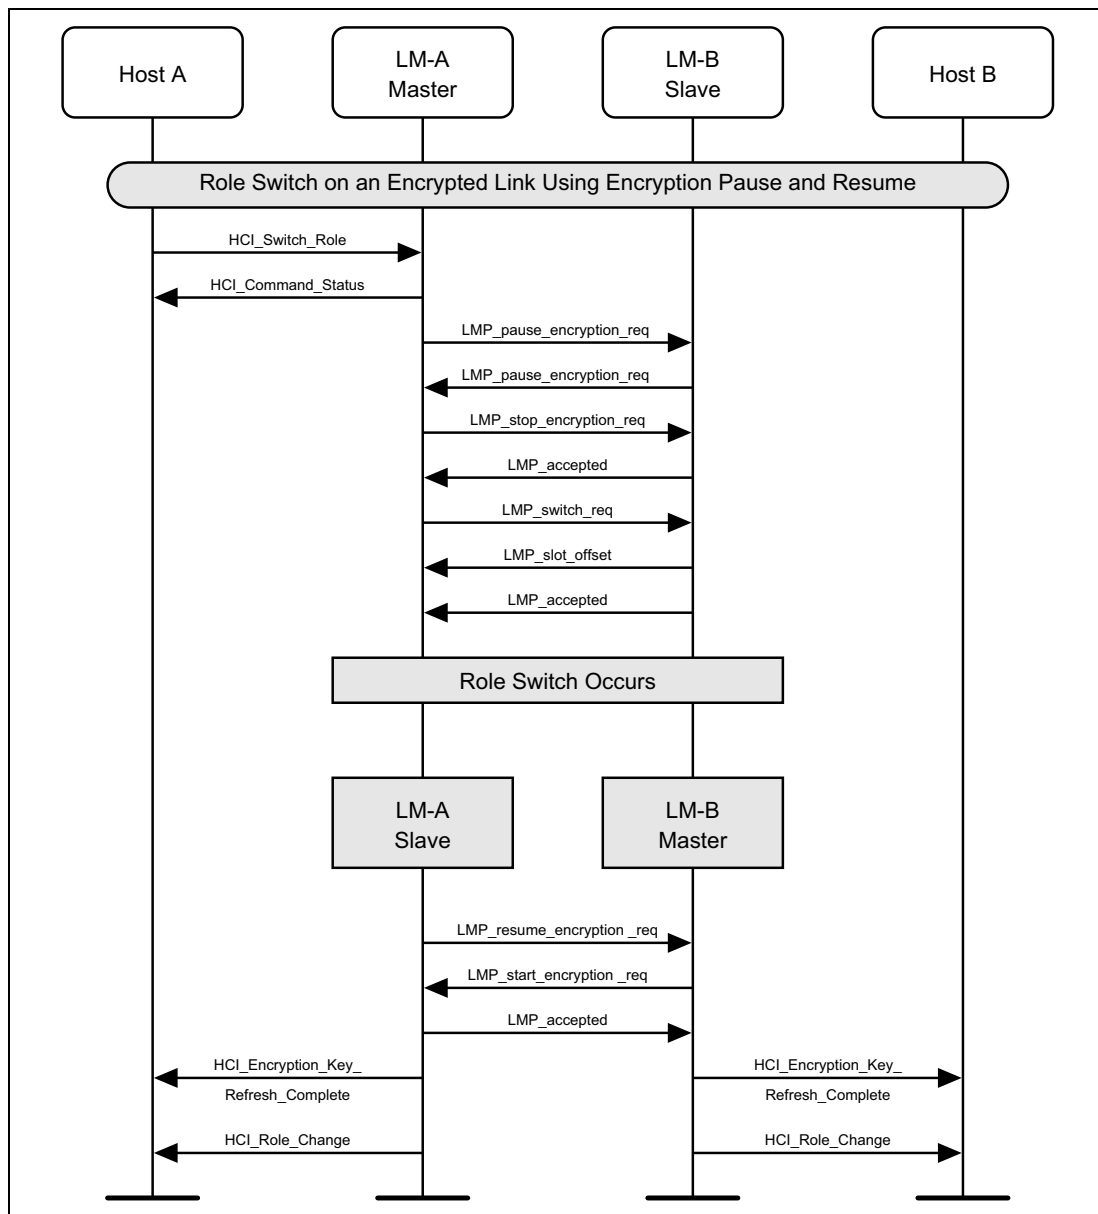 Host A
LM-A
Master
LM-B
Slave
Host B
Role Switch on an Encrypted Link Using Encryption Pause and Resume
HCI_Switch_Role
HCI_Command_Status
LMP_pause_encryption_req
LMP_pause_encryption_req
LMP_stop_encryption_req
LMP_accepted
LMP_switch_req
LMP_slot_offset
LMP_accepted
Role Switch Occurs
LM-A
Slave
LM-B
Master
LMP_resume_encryption _req
LMP_start_encryption _req
LMP_accepted
HCI_Encryption_Key_
Refresh_Complete
HCI_Encryption_Key_
Refresh_Complete
HCI_Role_Change
HCI_Role_Change